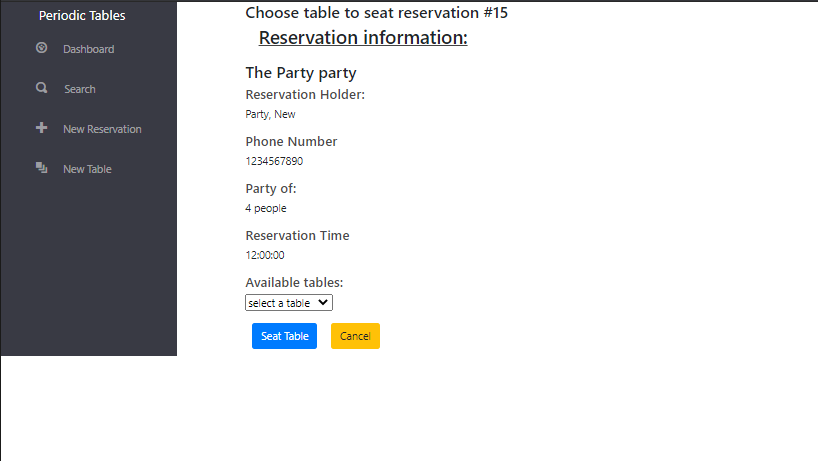 Periodic Tables
Dashboard
Search
New Reservation
New Table
Choose table to seat reservation #15
Reservation information:
The Party party
Reservation Holder:
Party, New
Phone Number
1234567890
Party of:
4 people
Reservation Time
12:00:00
Available tables:
select a table
Seat Table
Cancel